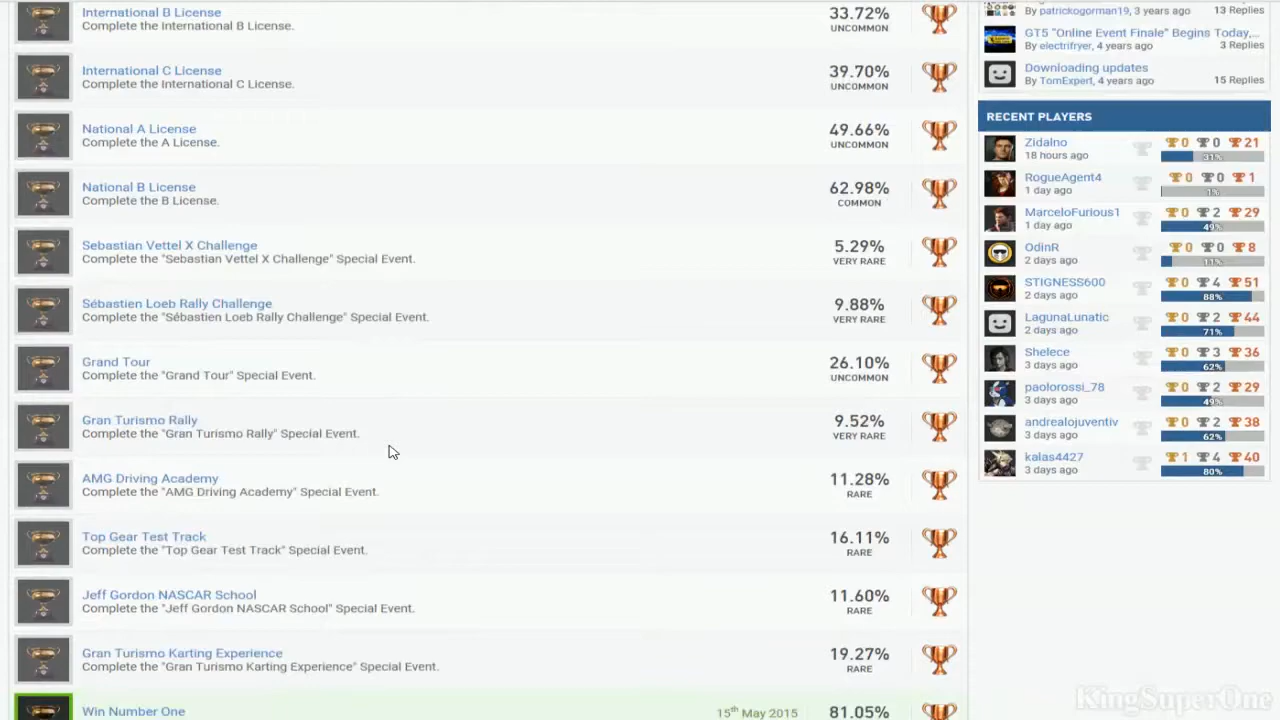 International B License
Complete the International B License.
33.72%
UNCOMMON
International C License
Complete the International C License.
39.70%
UNCOMMON
National A License
Complete the A License.
49.66%
UNCOMMON
National B License
Complete the B License.
62.98%
COMMON
Sebastian Vettel X Challenge
Complete the "Sebastian Vettel X Challenge" Special Event.
5.29%
VERY RARE
Sébastien Loeb Rally Challenge
Complete the "Sébastien Loeb Rally Challenge" Special Event.
9.88%
VERY RARE
Grand Tour
Complete the "Grand Tour" Special Event.
26.10%
UNCOMMON
Gran Turismo Rally
Complete the "Gran Turismo Rally" Special Event.
9.52%
VERY RARE
AMG Driving Academy
Complete the "AMG Driving Academy" Special Event.
11.28%
RARE
Top Gear Test Track
Complete the "Top Gear Test Track" Special Event.
16.11%
RARE
Jeff Gordon NASCAR School
Complete the "Jeff Gordon NASCAR School" Special Event.
11.60%
RARE
Gran Turismo Karting Experience
Complete the "Gran Turismo Karting Experience" Special Event.
19.27%
RARE
Win Number One
15th May 2015
81.05%
By patrickogorman19, 3 years ago 13 Replies
GT5 "Online Event Finale" Begins Today,...
By electrifryer, 4 years ago 3 Replies
Downloading updates
By TomExpert, 4 years ago 15 Replies
RECENT PLAYERS
Zidalno 0 0 21
18 hours ago 31%
RogueAgent4 0 0 1
1 day ago 1%
MarceloFurious1 0 2 29
1 day ago 49%
OdinR 0 0 8
2 days ago 11%
STIGNESS600 0 4 51
2 days ago 88%
LagunaLunatic 0 2 44
2 days ago 71%
Shelece 0 3 36
3 days ago 62%
paolorossi_78 0 2 29
3 days ago 49%
andrealojuventiv 0 2 38
3 days ago 62%
kalas4427 1 4 40
3 days ago 80%
KingSuperOne